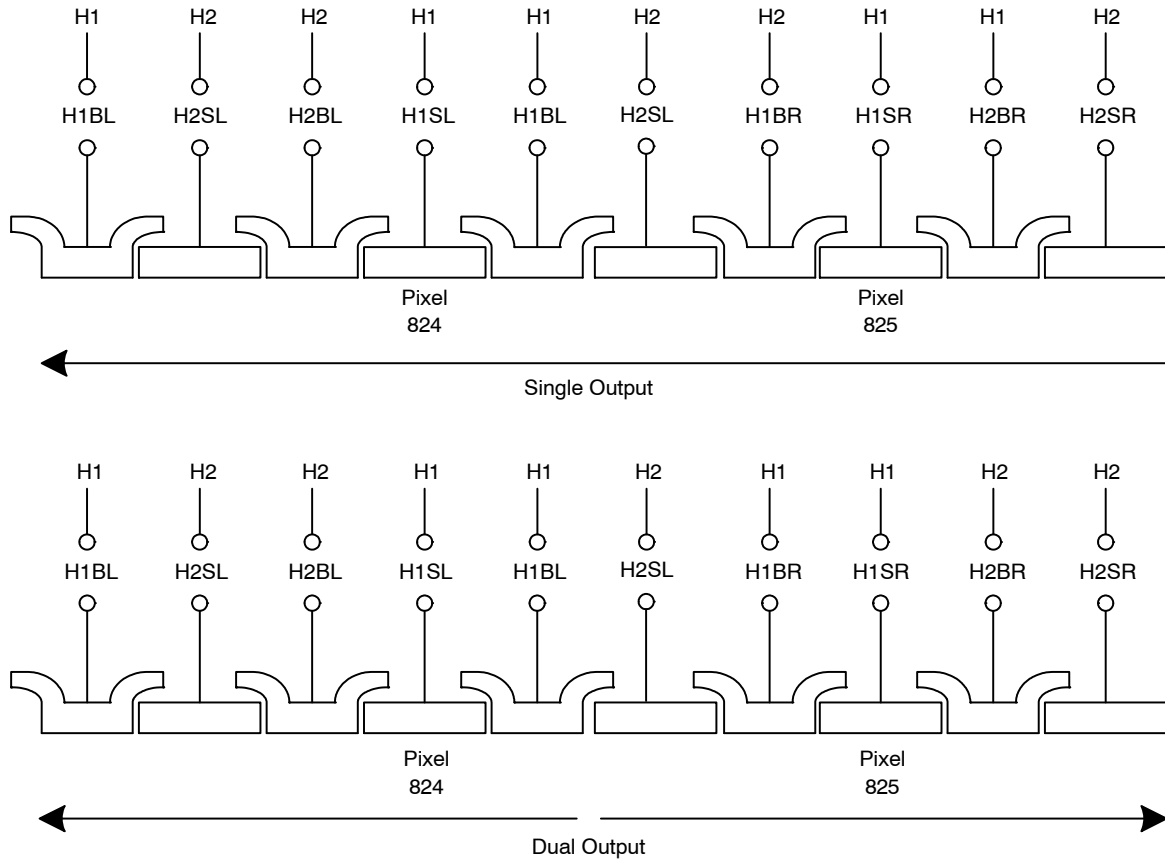 H1 H2 H2 H1 H1 H2 H2 H1 H1 H2
H1BL H2SL H2BL H1SL H1BL H2SL H1BR H1SR H2BR H2SR
Pixel Pixel
824 825
Single Output
H1 H2 H2 H1 H1 H2 H1 H1 H2 H2
H1BL H2SL H2BL H1SL H1BL H2SL H1BR H1SR H2BR H2SR
Pixel Pixel
824 825
Dual Output